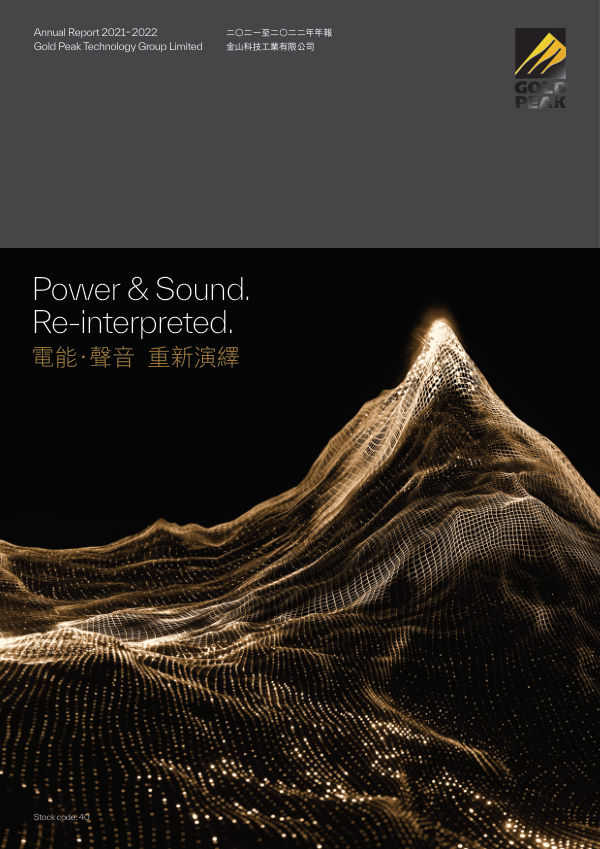 Annual Report 2021–2022
Gold Peak Technology Group Limited
二〇二一至二〇二二年年報
金山科技工業有限公司
GOLD
PEAK
Power & Sound.
Re-interpreted.
電能·聲音 重新演繹
Stock code: 40